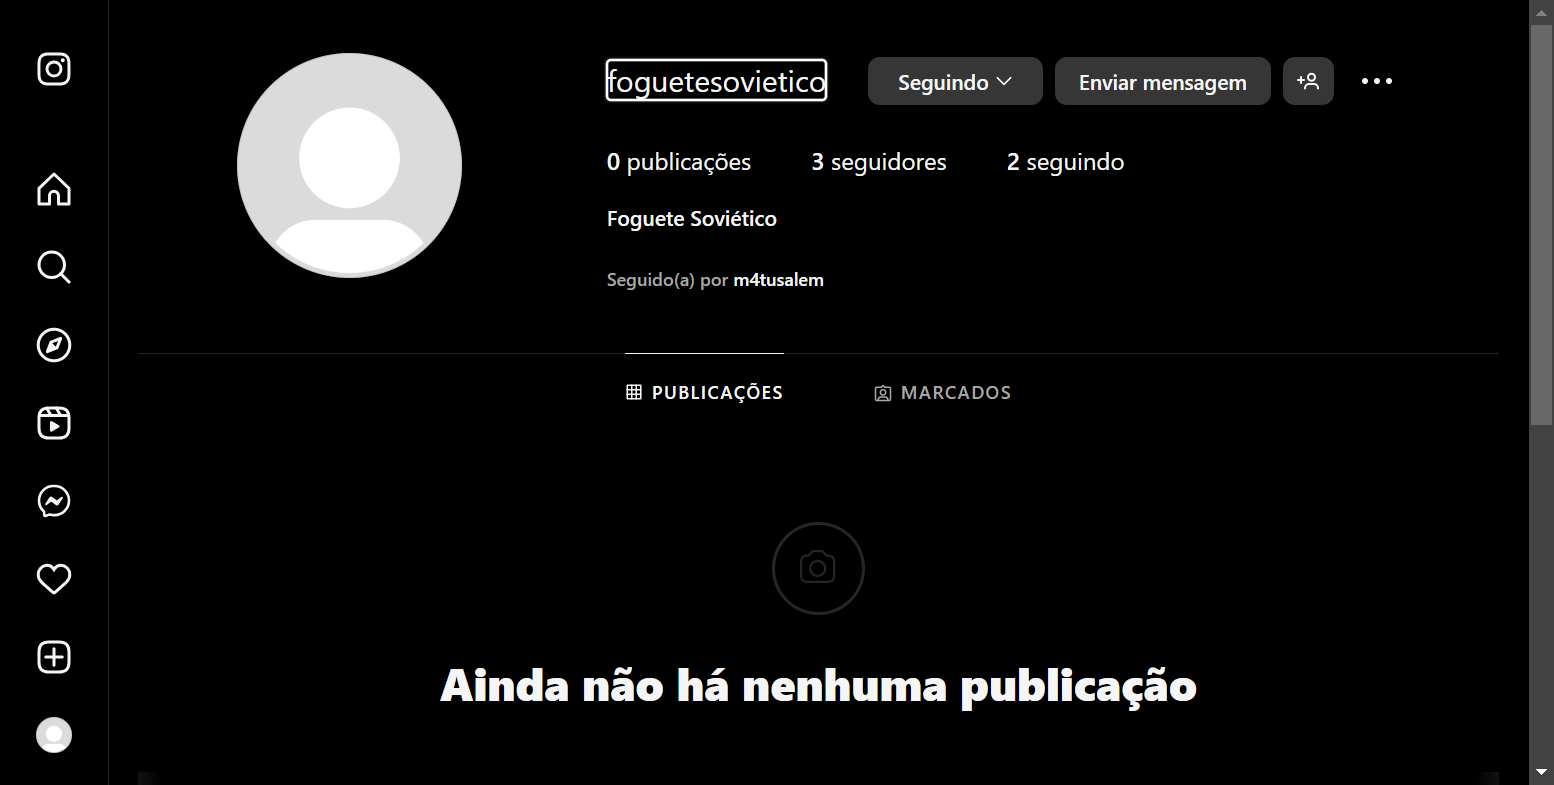 foguetesovietico Seguindo Enviar mensagem
0 publicações 3 seguidores 2 seguindo
Foguete Soviético
Seguido(a) por m4tusalem
PUBLICAÇÕES MARCADOS
Ainda não há nenhuma publicação